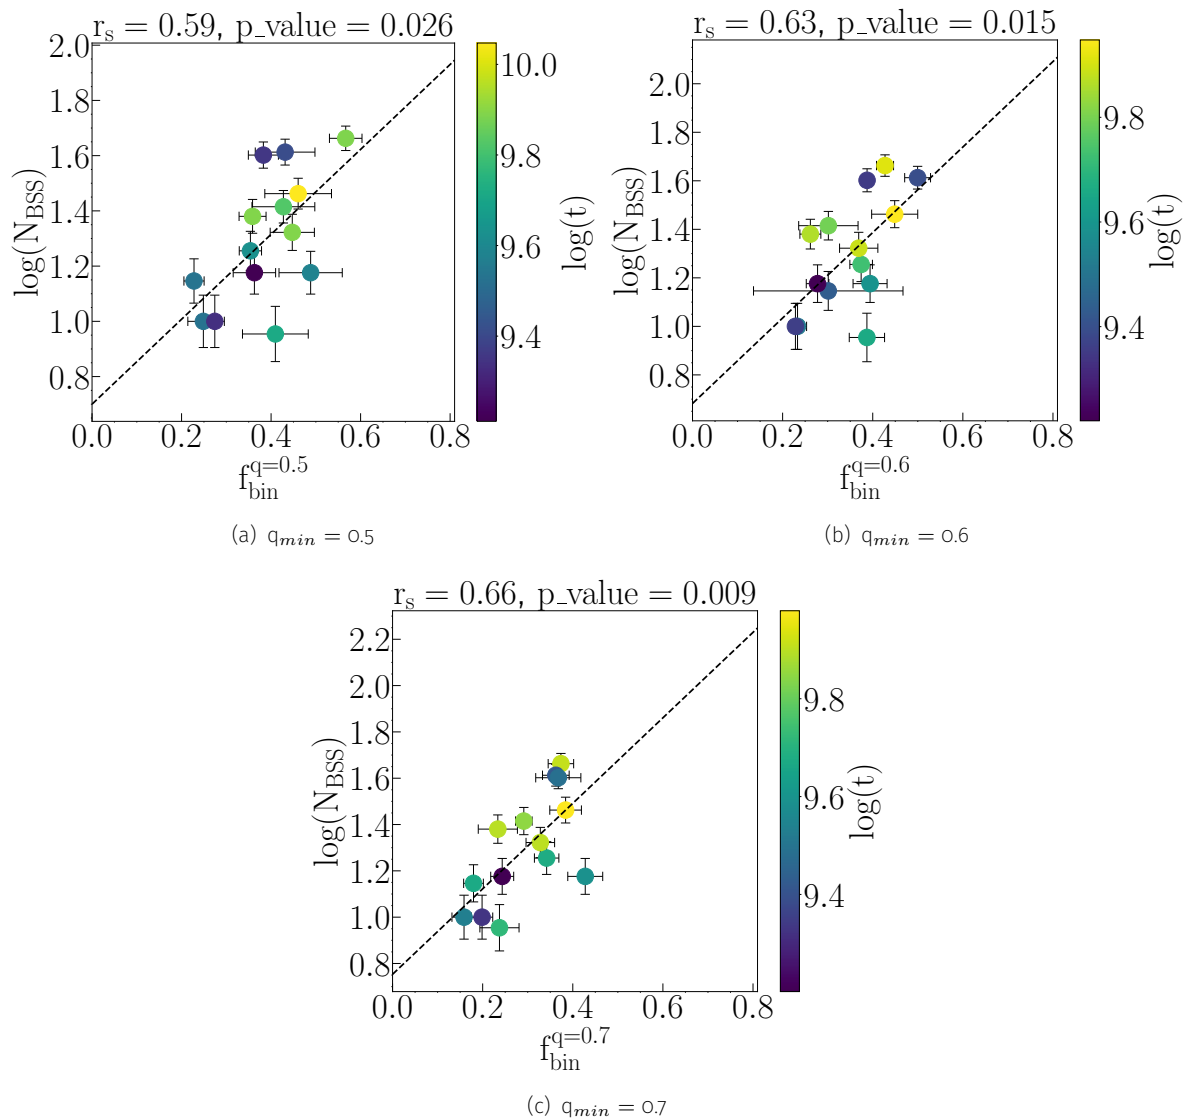 r_s = 0.59, p_value = 0.026
2.0
1.8
1.6
1.4
1.2
1.0
0.8
log(N_BSS)
0.0 0.2 0.4 0.6 0.8
f_bin^q=0.5
10.0
9.8
9.6
9.4
log(t)
(a) q_min = 0.5
r_s = 0.63, p_value = 0.015
2.0
1.8
1.6
1.4
1.2
1.0
0.8
log(N_BSS)
0.0 0.2 0.4 0.6 0.8
f_bin^q=0.6
9.8
9.6
9.4
log(t)
(b) q_min = 0.6
r_s = 0.66, p_value = 0.009
2.2
2.0
1.8
1.6
1.4
1.2
1.0
0.8
log(N_BSS)
0.0 0.2 0.4 0.6 0.8
f_bin^q=0.7
9.8
9.6
9.4
log(t)
(c) q_min = 0.7